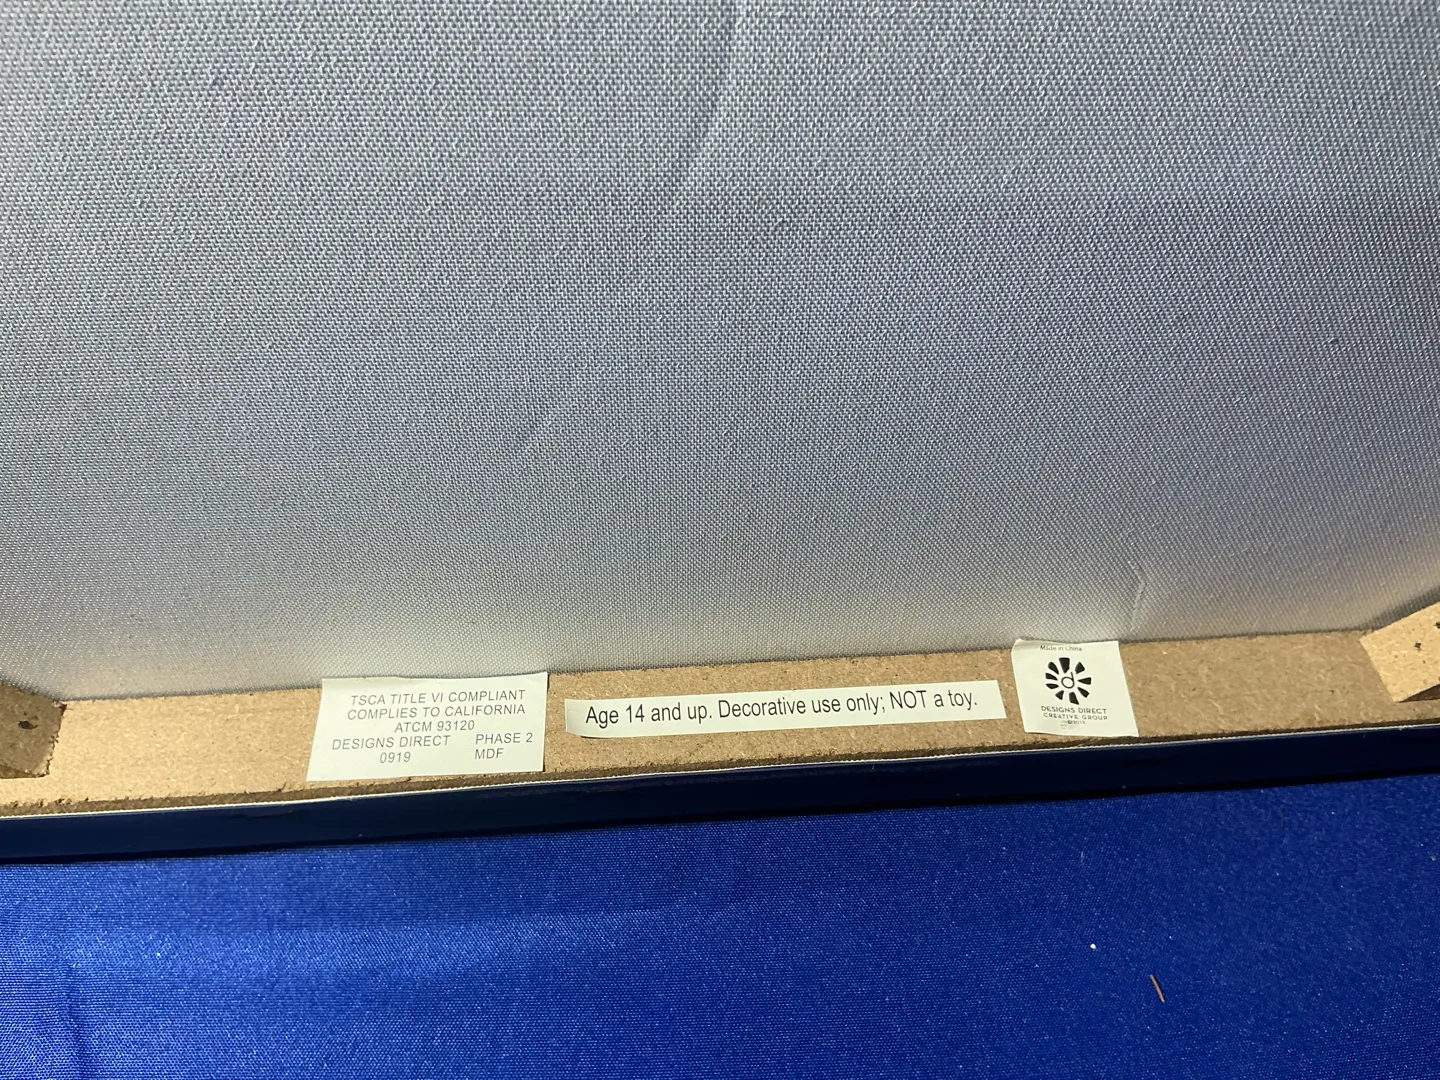 TSCA TITLE VI COMPLIANT
COMPLIES TO CALIFORNIA
ATCM 93120
DESIGNS DIRECT PHASE 2
0919 MDF
Age 14 and up. Decorative use only; NOT a toy.
Made in China
d
DESIGNS DIRECT
CREATIVE GROUP